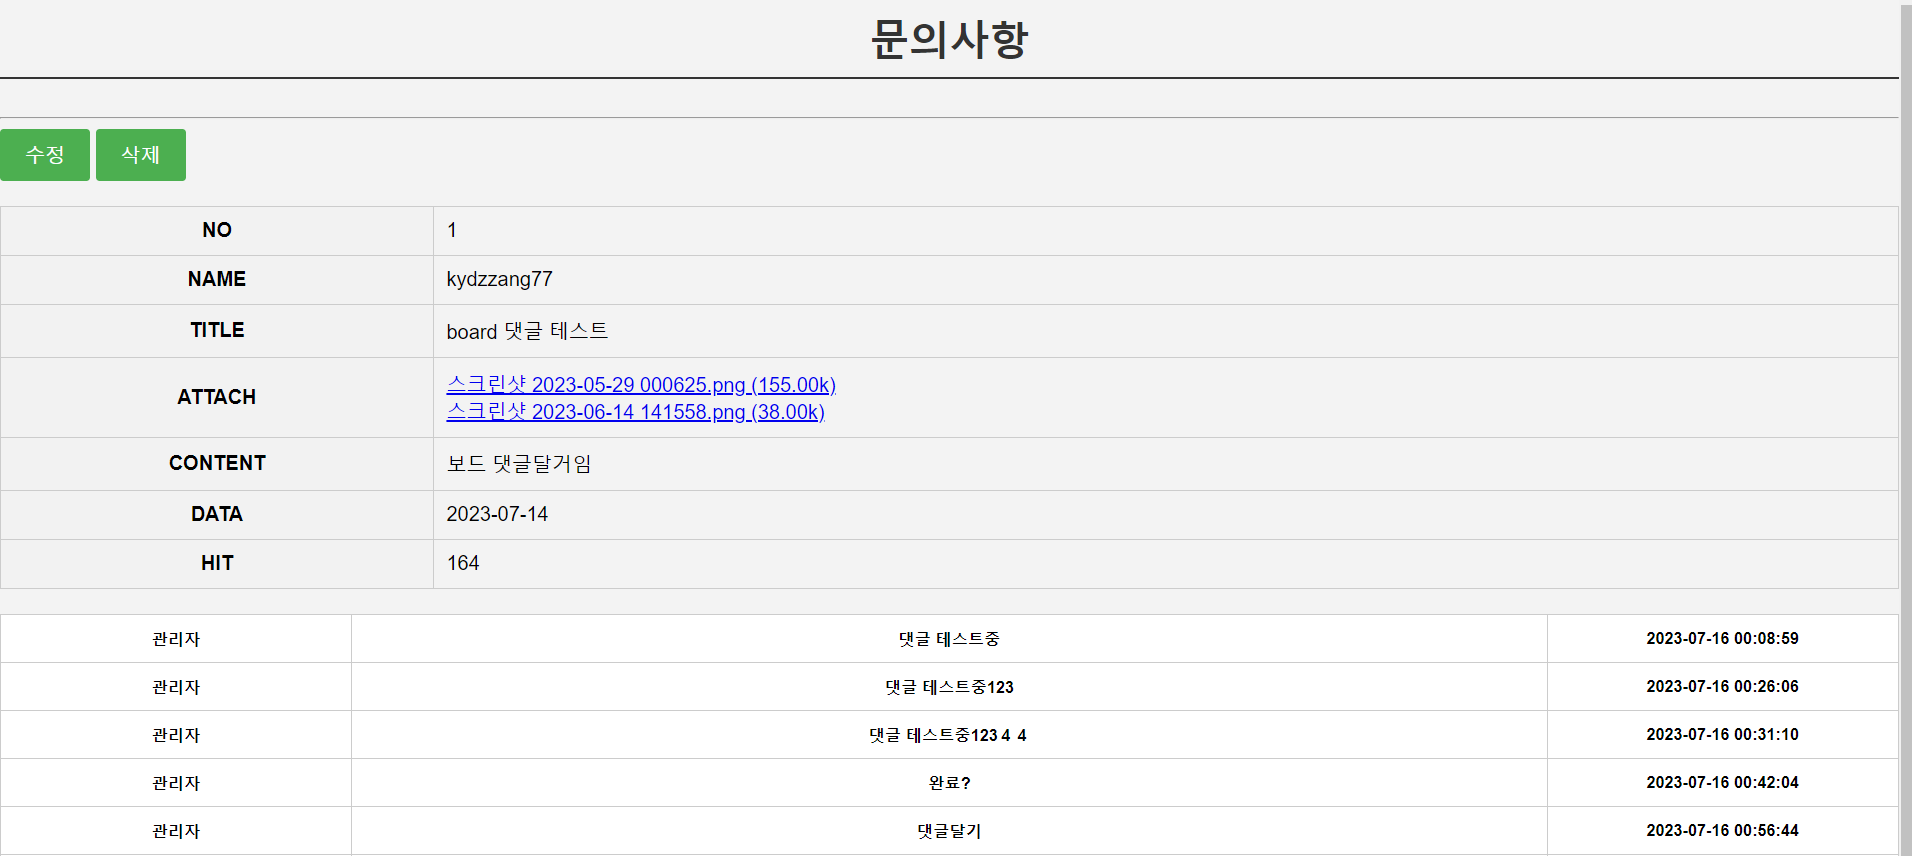 문의사항
수정 삭제
NO 1
NAME kydzzang77
TITLE board 댓글 테스트
ATTACH 스크린샷 2023-05-29 000625.png (155.00k)
스크린샷 2023-06-14 141558.png (38.00k)
CONTENT 보드 댓글달거임
DATA 2023-07-14
HIT 164
관리자 댓글 테스트중 2023-07-16 00:08:59
관리자 댓글 테스트중123 2023-07-16 00:26:06
관리자 댓글 테스트중123 4 4 2023-07-16 00:31:10
관리자 완료? 2023-07-16 00:42:04
관리자 댓글달기 2023-07-16 00:56:44